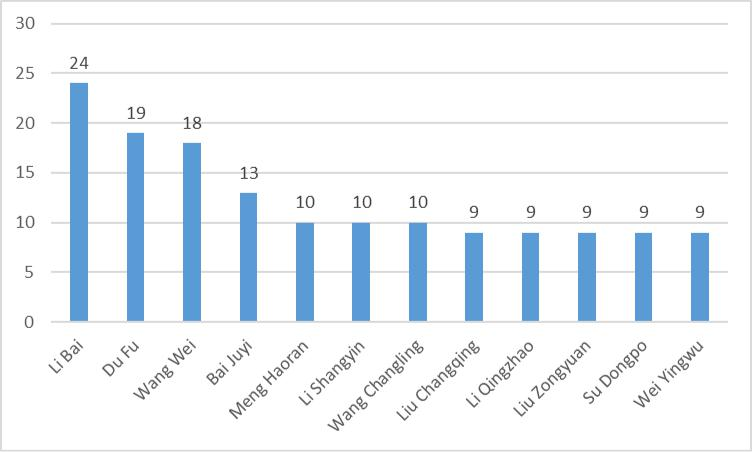 30
25
20
15
10
5
0
24
19
18
13
10
10
10
9
9
9
9
9
Li Bai
Du Fu
Wang Wei
Bai Juyi
Meng Haoran
Li Shangyin
Wang Changling
Liu Changqing
Li Qingzhao
Liu Zongyuan
Su Dongpo
Wei Yingwu